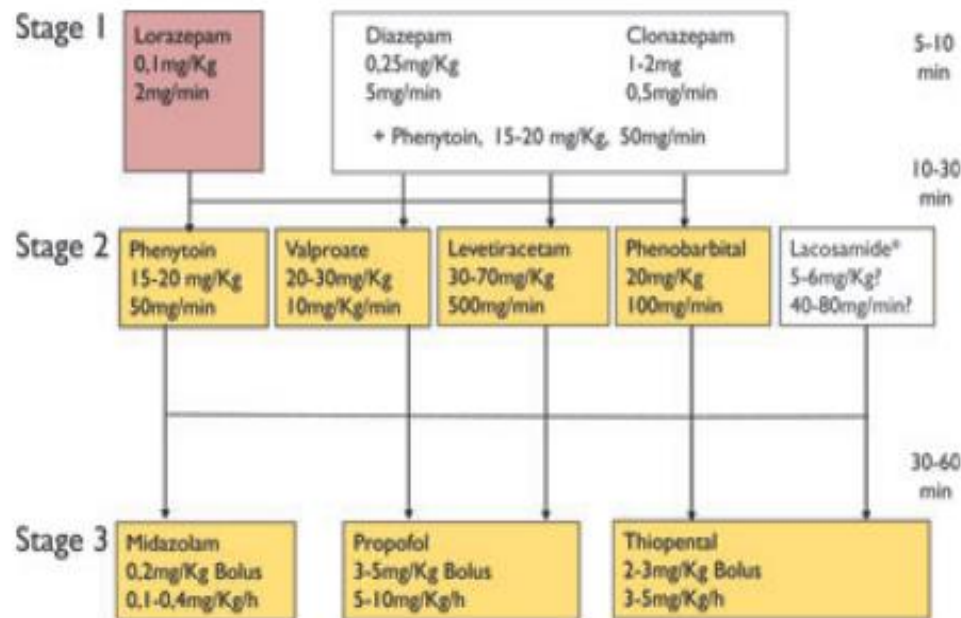 Stage 1
Lorazepam
0,1mg/Kg
2mg/min
Diazepam
0,25mg/Kg
5mg/min
Clonazepam
1-2mg
0,5mg/min
+ Phenytoin, 15-20 mg/Kg, 50mg/min
5-10
min
10-30
min
Stage 2
Phenytoin
15-20 mg/Kg
50mg/min
Valproate
20-30mg/Kg
10mg/Kg/min
Levetiracetam
30-70mg/Kg
500mg/min
Phenobarbital
20mg/Kg
100mg/min
Lacosamide*
5-6mg/Kg?
40-80mg/min?
30-60
min
Stage 3
Midazolam
0,2mg/Kg Bolus
0,1-0,4mg/Kg/h
Propofol
3-5mg/Kg Bolus
5-10mg/Kg/h
Thiopental
2-3mg/Kg Bolus
3-5mg/Kg/h